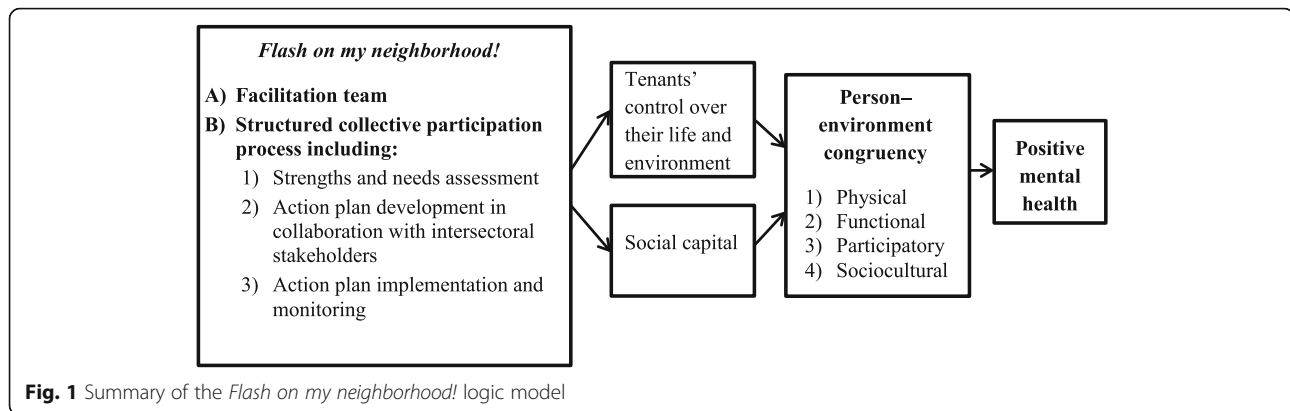 Flash on my neighborhood!
A) Facilitation team
B) Structured collective participation
process including:
1) Strengths and needs assessment
2) Action plan development in
collaboration with intersectoral
stakeholders
3) Action plan implementation and
monitoring
Tenants’
control over
their life and
environment
Social capital
Person–
environment
congruency
1) Physical
2) Functional
3) Participatory
4) Sociocultural
Positive
mental
health
Fig. 1 Summary of the Flash on my neighborhood! logic model